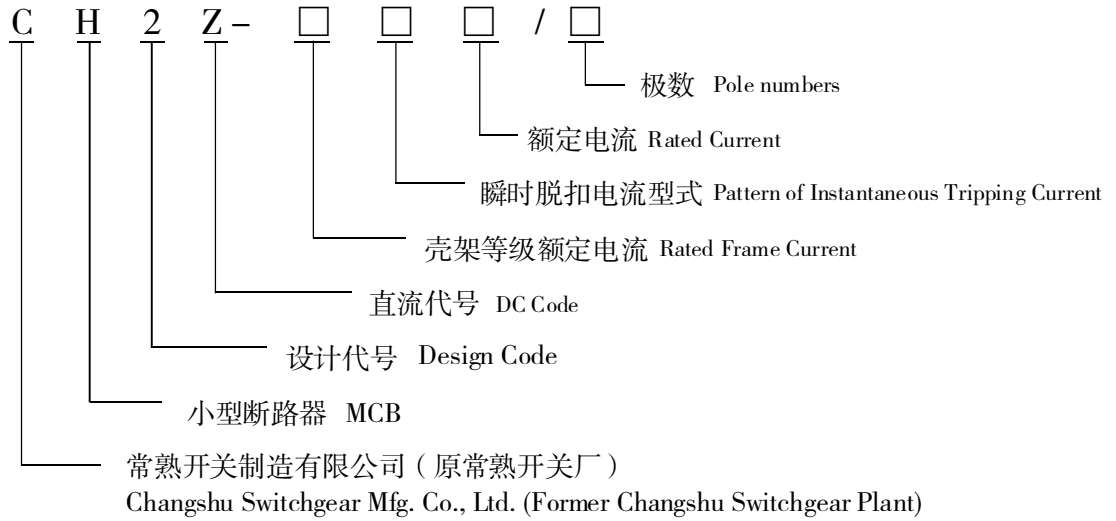 C H 2 Z - □ □ □ / □
极数 Pole numbers
额定电流 Rated Current
瞬时脱扣电流型式 Pattern of Instantaneous Tripping Current
壳架等级额定电流 Rated Frame Current
直流代号 DC Code
设计代号 Design Code
小型断路器 MCB
常熟开关制造有限公司（原常熟开关厂）
Changshu Switchgear Mfg. Co., Ltd. (Former Changshu Switchgear Plant)